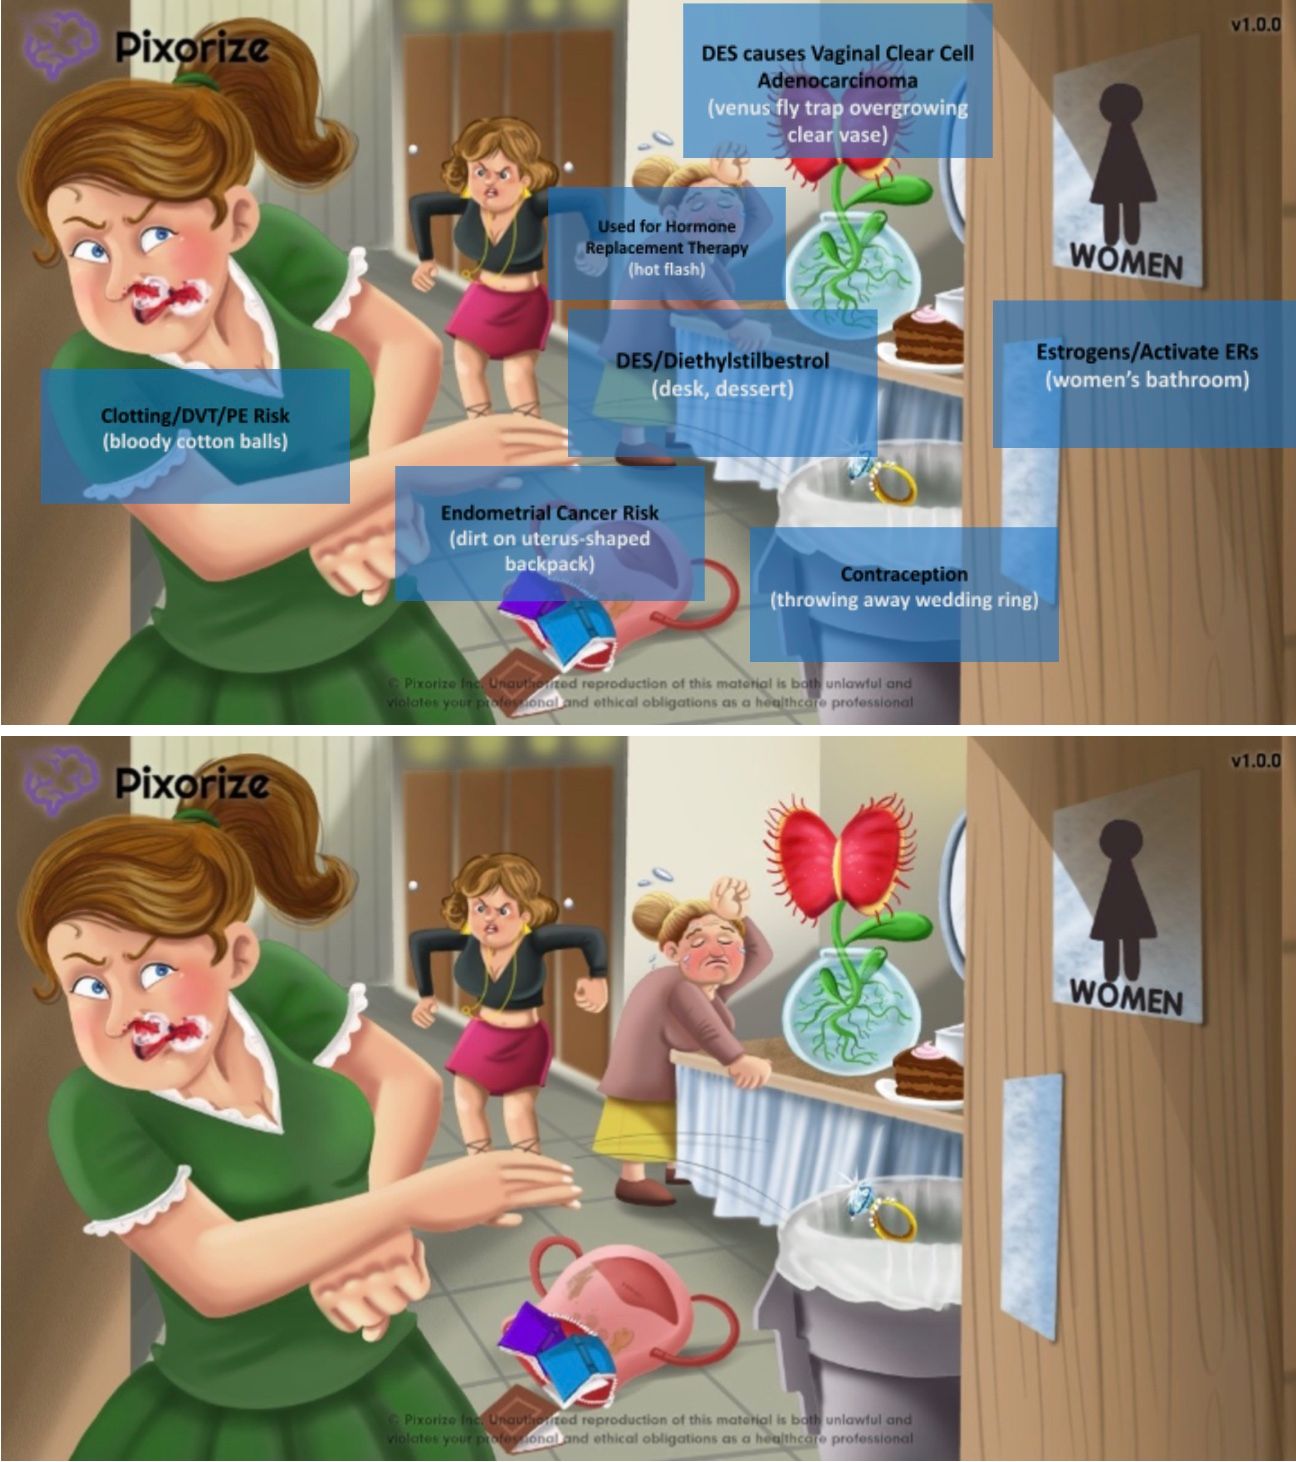 Pixorize
v1.0.0
DES causes Vaginal Clear Cell
Adenocarcinoma
(venus fly trap overgrowing
clear vase)
WOMEN
Used for Hormone
Replacement Therapy
(hot flash)
DES/Diethylstilbestrol
(desk, dessert)
Estrogens/Activate ERs
(women's bathroom)
Clotting/DVT/PE Risk
(bloody cotton balls)
Endometrial Cancer Risk
(dirt on uterus-shaped
backpack)
Contraception
(throwing away wedding ring)
© Pixorize Inc. Unauthorized reproduction of this material is both unlawful and
violates your professional and ethical obligations as a healthcare professional
Pixorize
v1.0.0
WOMEN
© Pixorize Inc. Unauthorized reproduction of this material is both unlawful and
violates your professional and ethical obligations as a healthcare professional